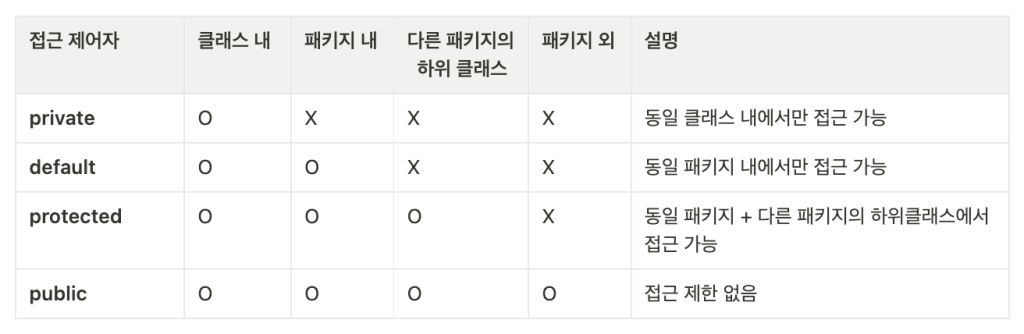 접근 제어자 클래스 내 패키지 내 다른 패키지의 패키지 외 설명
하위 클래스
private O X X X 동일 클래스 내에서만 접근 가능
default O O X X 동일 패키지 내에서만 접근 가능
protected O O O X 동일 패키지 + 다른 패키지의 하위클래스에서
접근 가능
public O O O O 접근 제한 없음